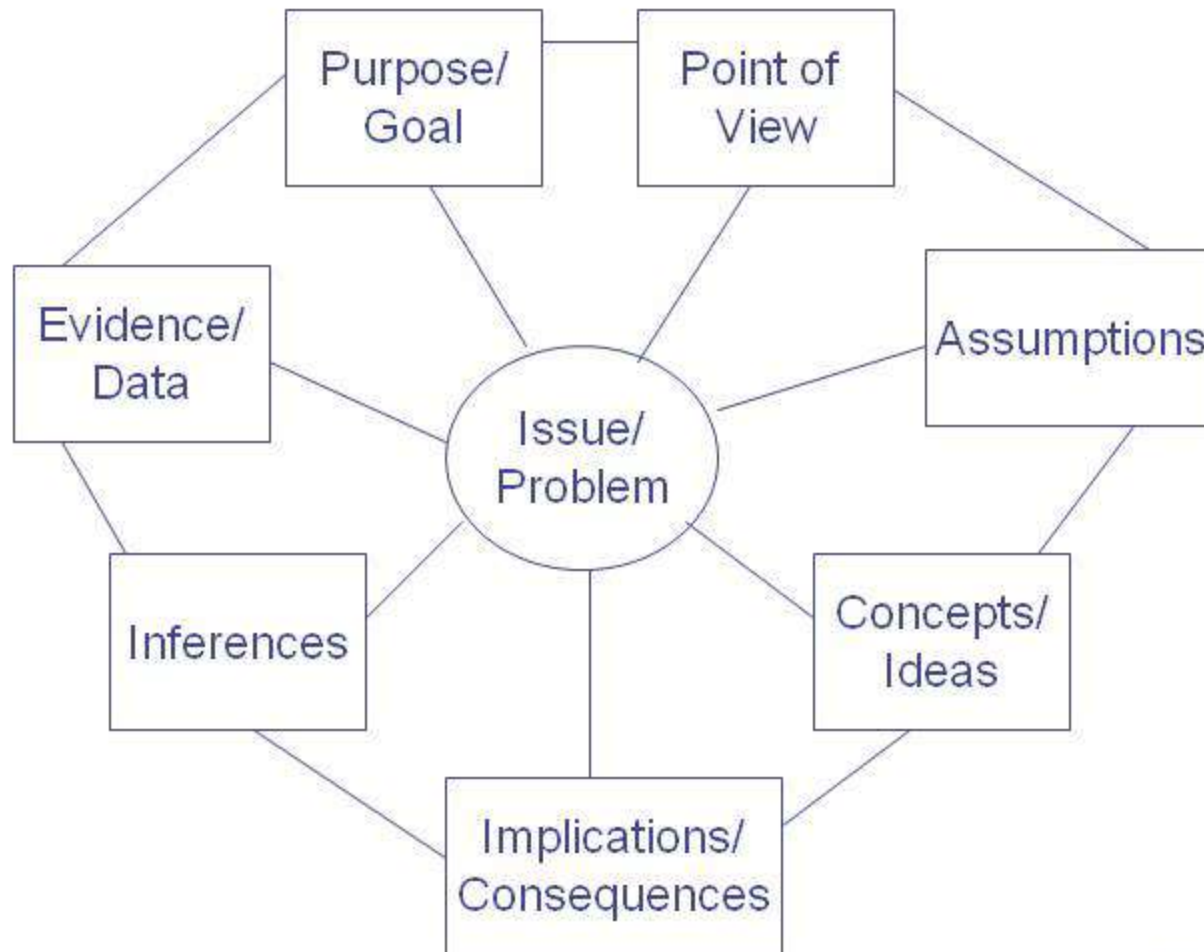 Purpose/
Goal
Point of
View
Evidence/
Data
Assumptions
Issue/
Problem
Inferences
Concepts/
Ideas
Implications/
Consequences